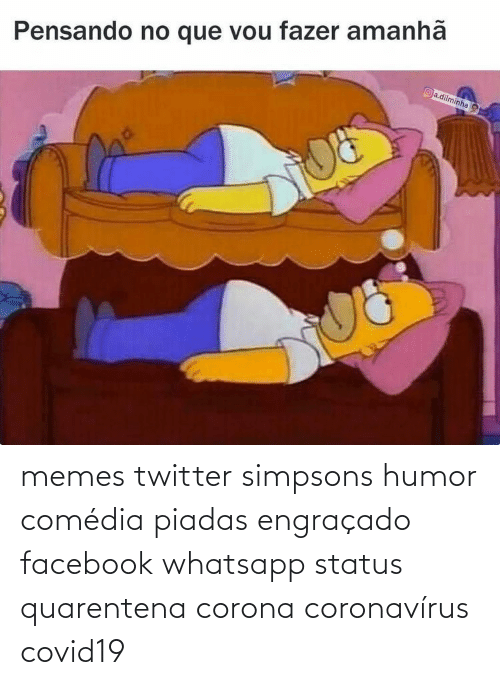 Pensando no que vou fazer amanhã
a.dilminha
memes twitter simpsons humor
comédia piadas engraçado
facebook whatsapp status
quarentena corona coronavírus
covid19